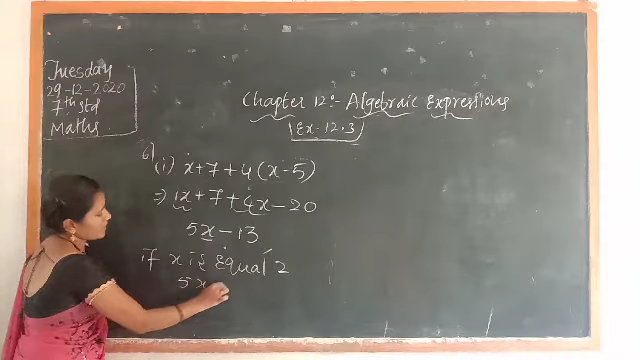 Tuesday
29-12-2020
7th Std
Maths.
Chapter 12:- Algebraic Expressions
(Ex-12.3)
6) (i) x+7+4(x-5)
⇒ 1x+7+4x-20
5x-13
if x is Equal 2
5x